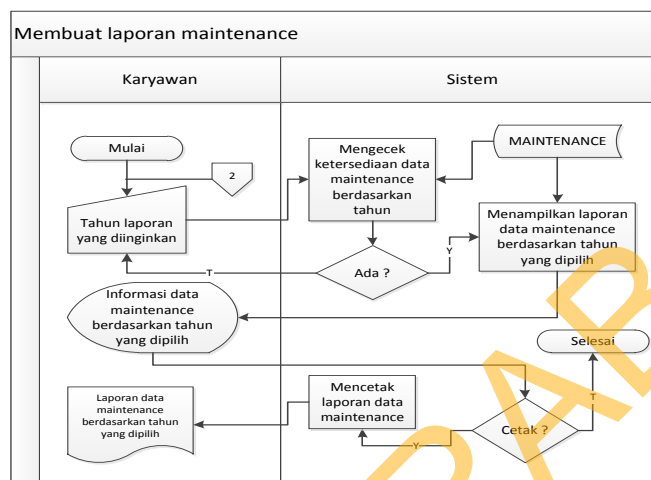 Membuat laporan maintenance
Karyawan
Sistem
Mulai
2
Tahun laporan
yang diinginkan
Mengecek
ketersediaan data
maintenance
berdasarkan
tahun
MAINTENANCE
Menampilkan laporan
data maintenance
berdasarkan tahun
yang dipilih
Ada ?
T
Y
Informasi data
maintenance
berdasarkan tahun
yang dipilih
Selesai
T
Cetak ?
Y
Mencetak
laporan data
maintenance
Laporan data
maintenance
berdasarkan tahun
yang dipilih